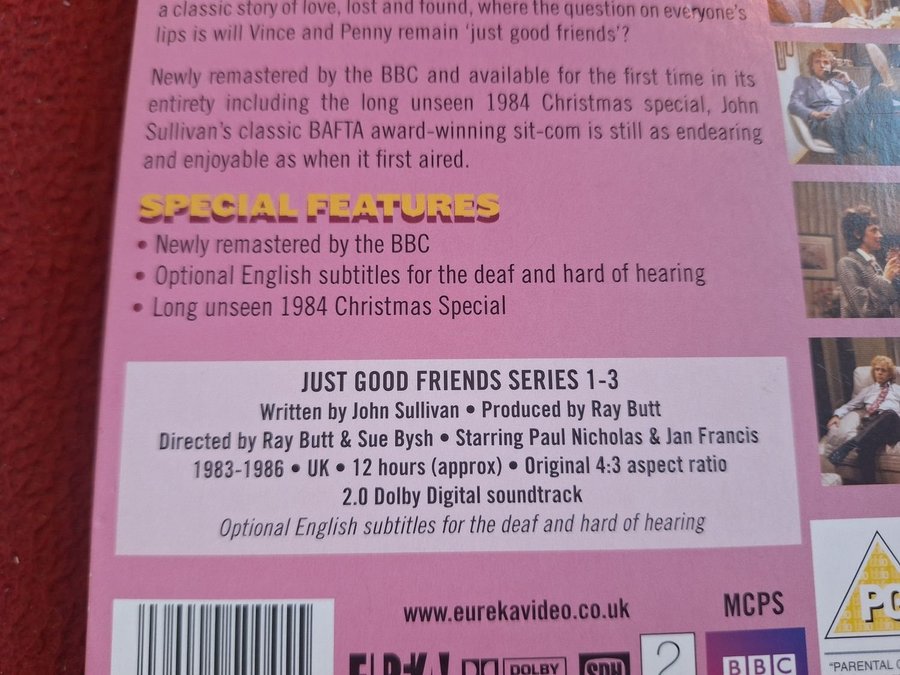 a classic story of love, lost and found, where the question on everyone's
lips is will Vince and Penny remain 'just good friends'?
Newly remastered by the BBC and available for the first time in its
entirety including the long unseen 1984 Christmas special, John
Sullivan's classic BAFTA award-winning sit-com is still as endearing
and enjoyable as when it first aired.
SPECIAL FEATURES
• Newly remastered by the BBC
• Optional English subtitles for the deaf and hard of hearing
• Long unseen 1984 Christmas Special
JUST GOOD FRIENDS SERIES 1-3
Written by John Sullivan • Produced by Ray Butt
Directed by Ray Butt & Sue Bysh • Starring Paul Nicholas & Jan Francis
1983-1986 • UK • 12 hours (approx) • Original 4:3 aspect ratio
2.0 Dolby Digital soundtrack
Optional English subtitles for the deaf and hard of hearing
www.eurekavideo.co.uk
MCPS
PG
"PARENTAL
EUREKA!
DOLBY
SDH
2
BBC